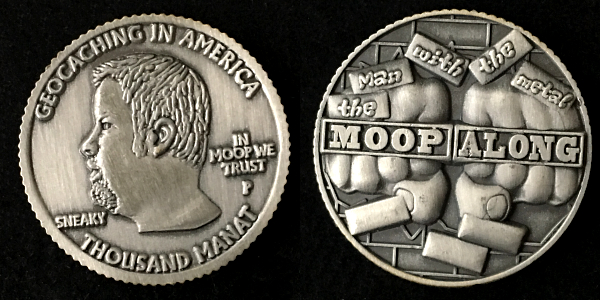 GEOCACHING IN AMERICA
IN
MOOP WE
TRUST
P
SNEAKY
THOUSAND MANAT
the Man with the metal
MOOP ALONG